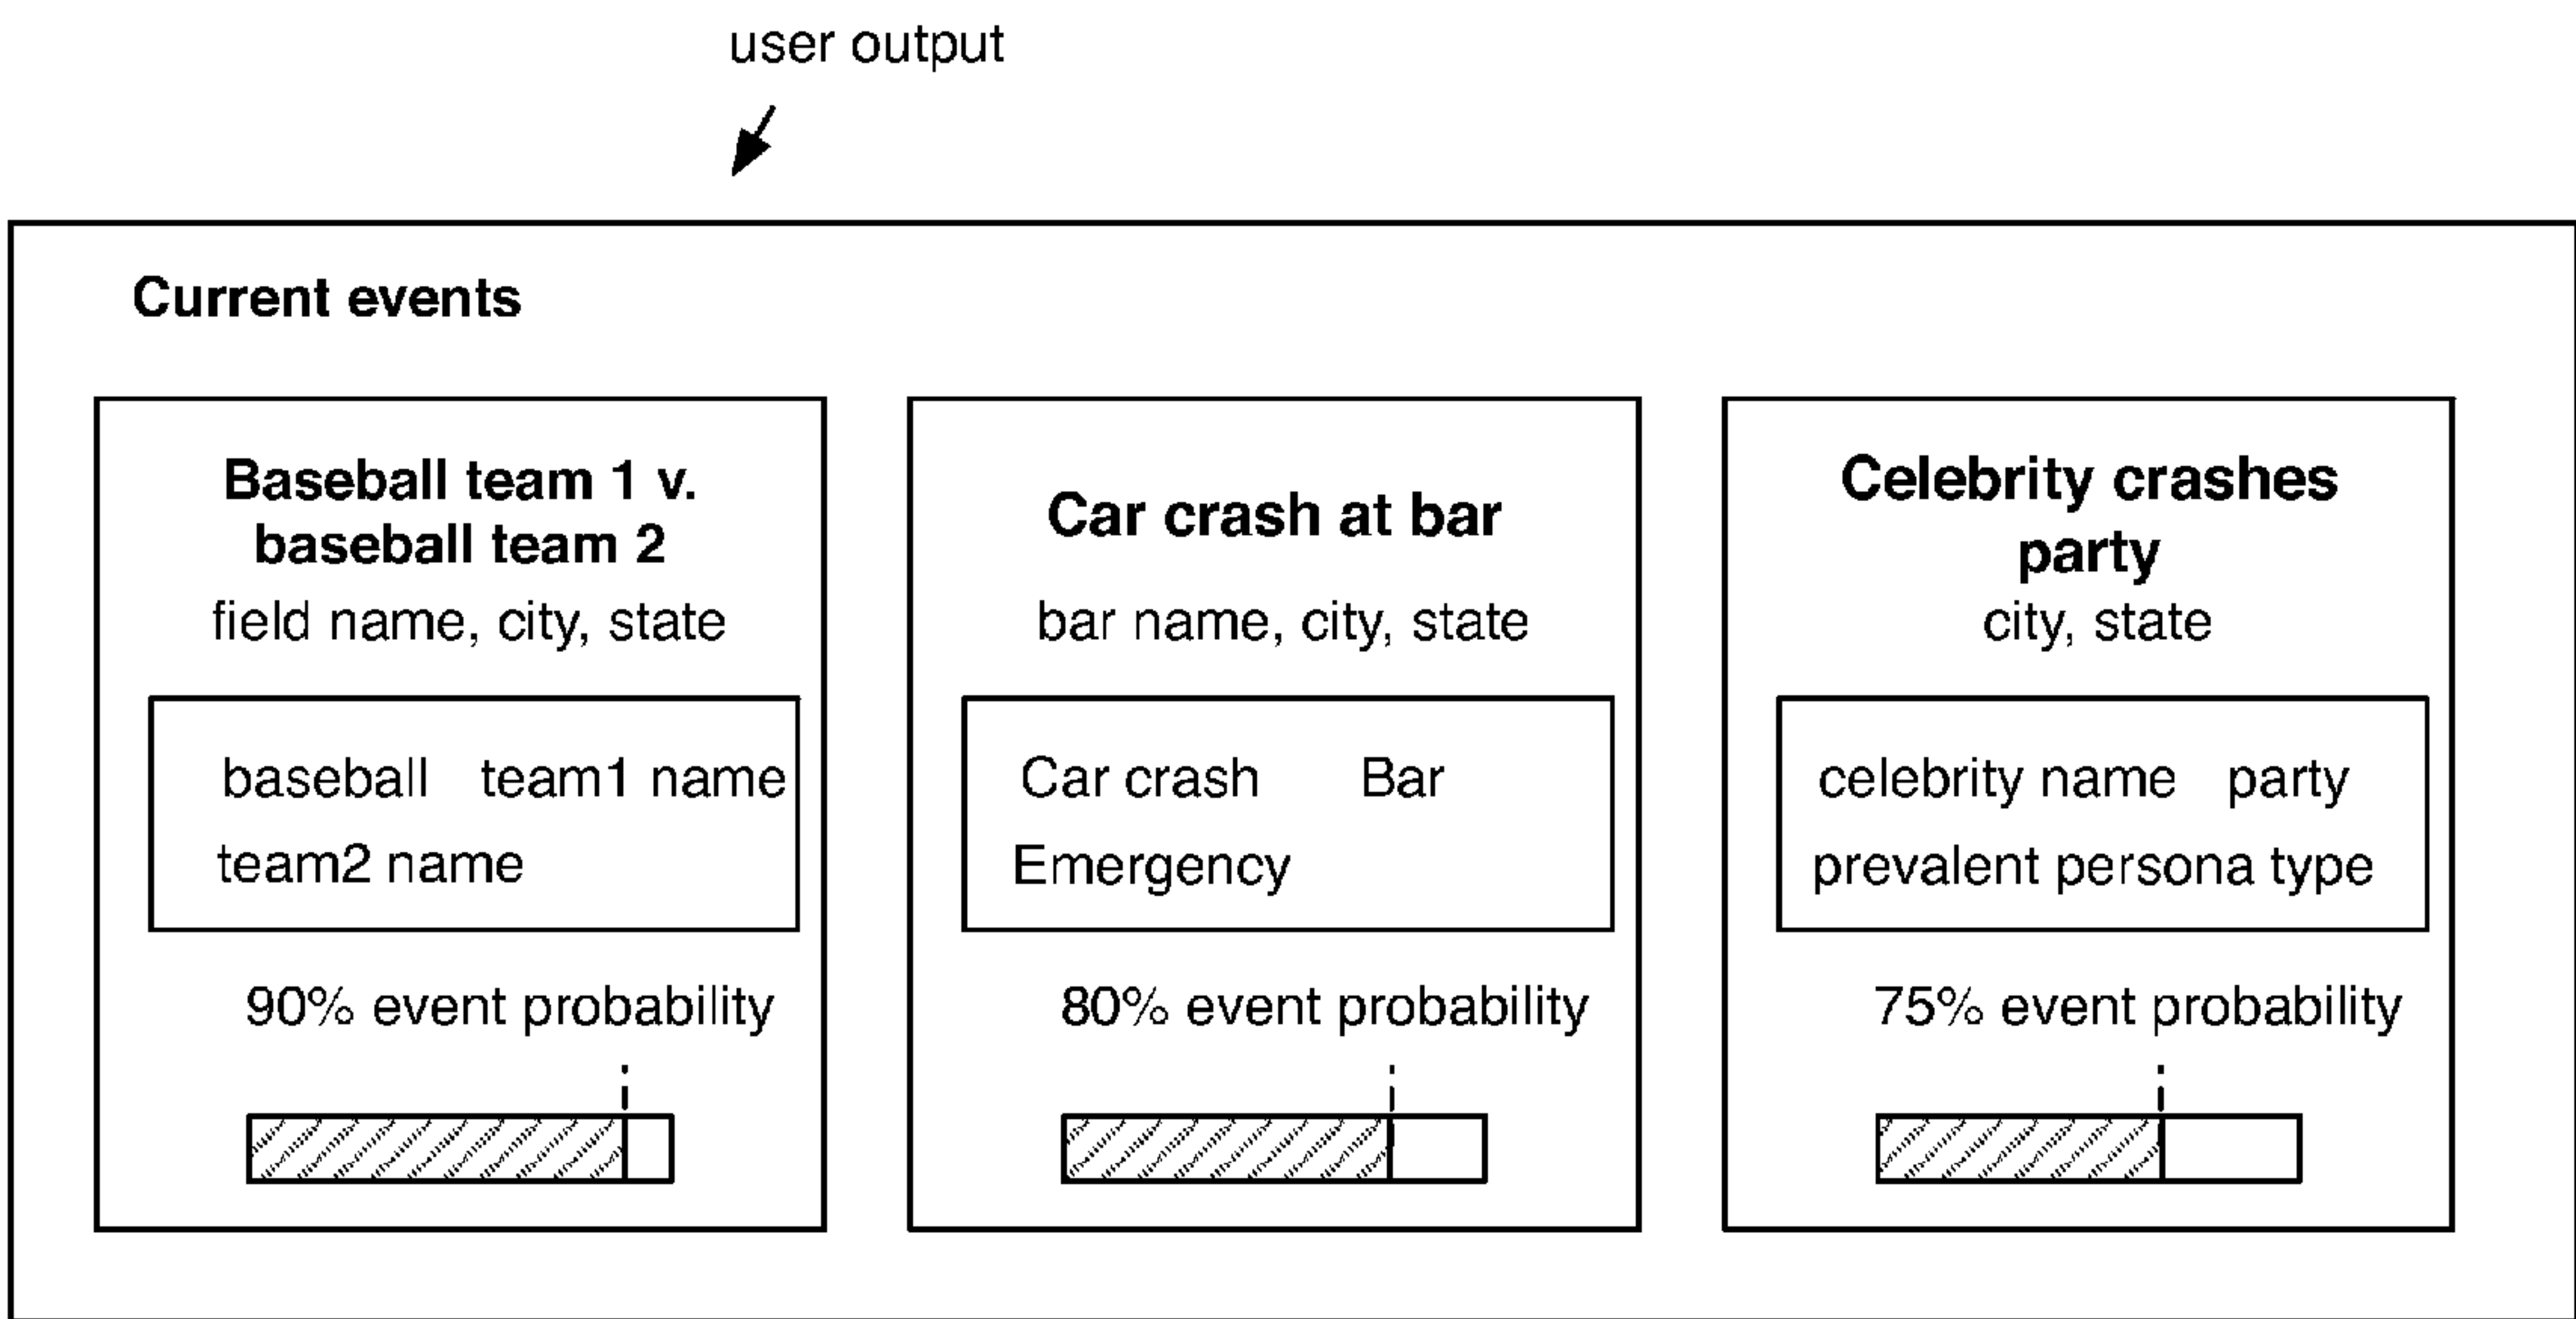 user output
Current events
Baseball team 1 v.
baseball team 2
field name, city, state
baseball team1 name
team2 name
90% event probability
Car crash at bar
bar name, city, state
Car crash Bar
Emergency
80% event probability
Celebrity crashes
party
city, state
celebrity name party
prevalent persona type
75% event probability